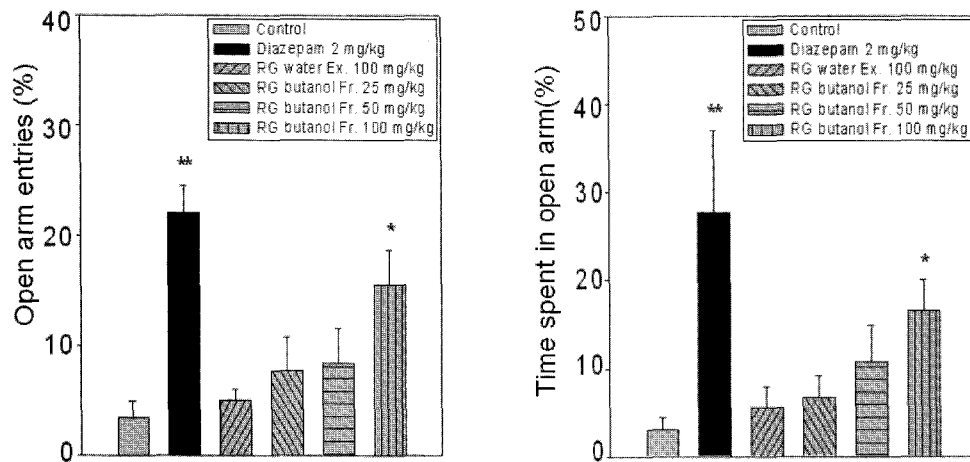 Open arm entries (%)
40
30
20
10
0
Control
Diazepam 2 mg/kg
RG water Ex. 100 mg/kg
RG butanol Fr. 25 mg/kg
RG butanol Fr. 50 mg/kg
RG butanol Fr. 100 mg/kg
**
*
Time spent in open arm(%)
50
40
30
20
10
0
Control
Diazepam 2 mg/kg
RG water Ex. 100 mg/kg
RG butanol Fr. 25 mg/kg
RG butanol Fr. 50 mg/kg
RG butanol Fr. 100 mg/kg
**
*